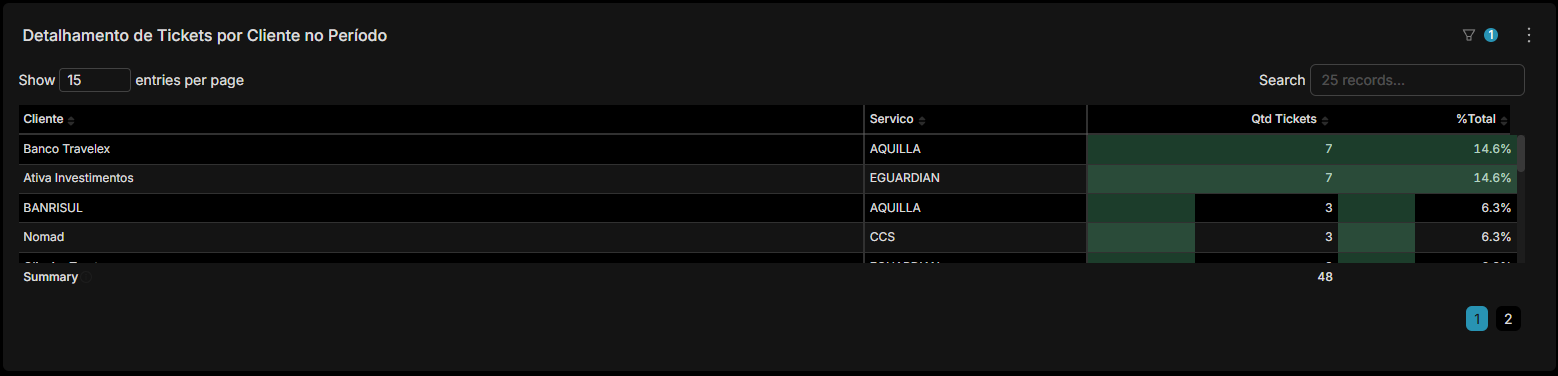 Detalhamento de Tickets por Cliente no Período
1
Show 15 entries per page
Search 25 records...
Cliente Servico Qtd Tickets %Total
Banco Travelex AQUILLA 7 14.6%
Ativa Investimentos EGUARDIAN 7 14.6%
BANRISUL AQUILLA 3 6.3%
Nomad CCS 3 6.3%
Summary 48
1 2